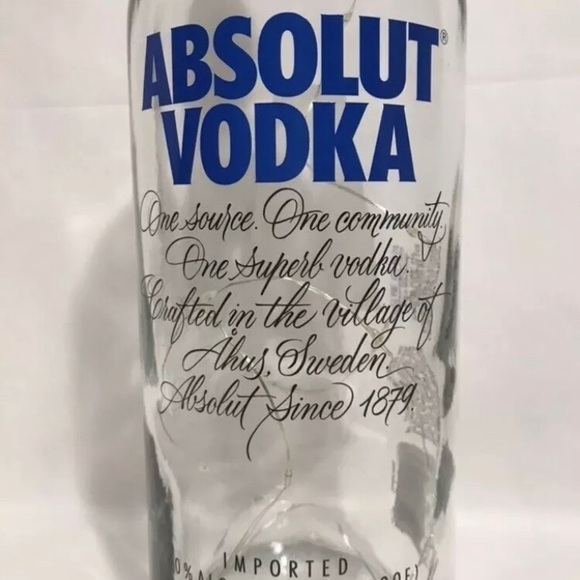 ABSOLUT®
VODKA
One source. One community.
One superb vodka.
Crafted in the village of
Åhus, Sweden.
Absolut Since 1879.
IMPORTED